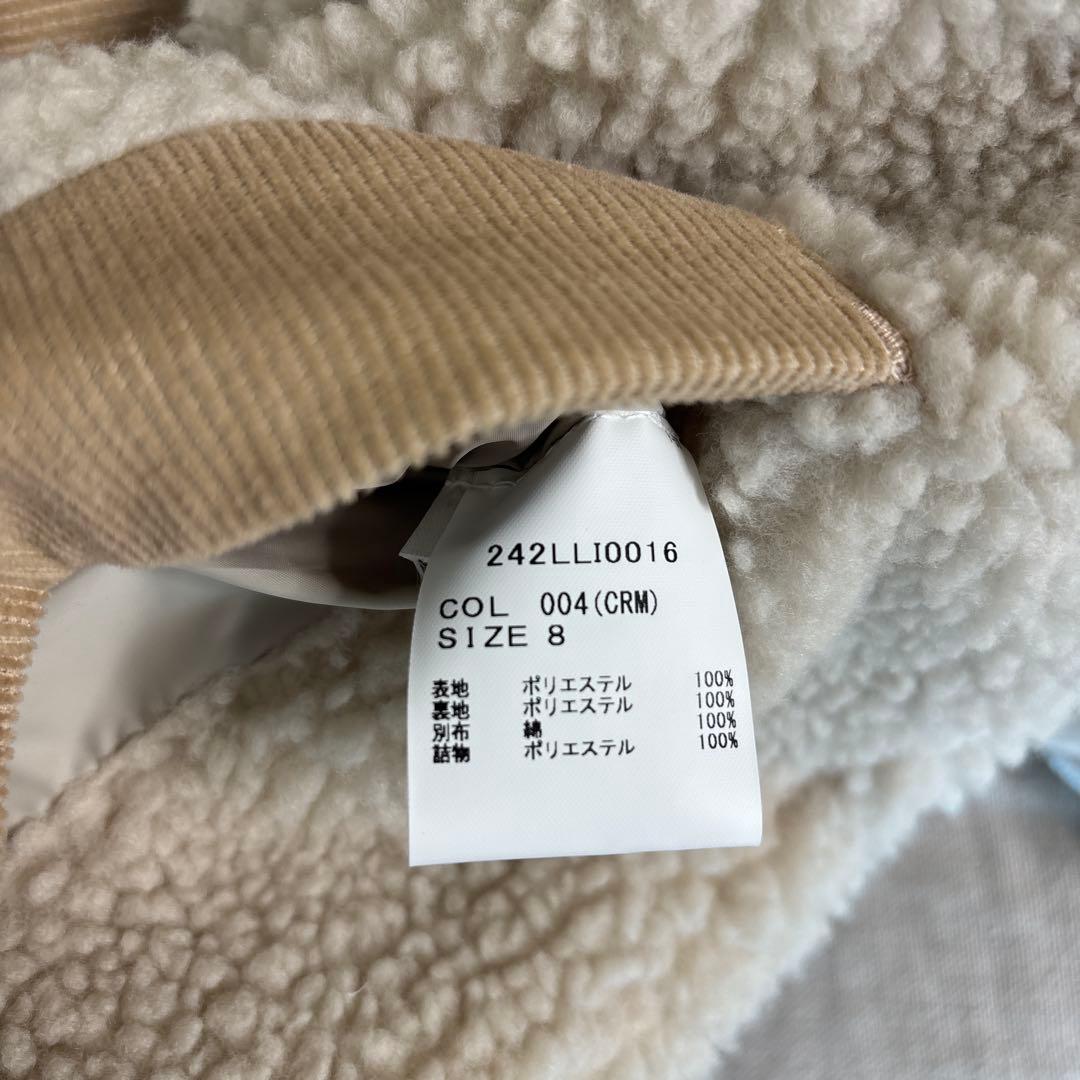 242LLI0016
COL 004(CRM)
SIZE 8
表地 ポリエステル 100%
裏地 ポリエステル 100%
別布 綿 100%
詰物 ポリエステル 100%